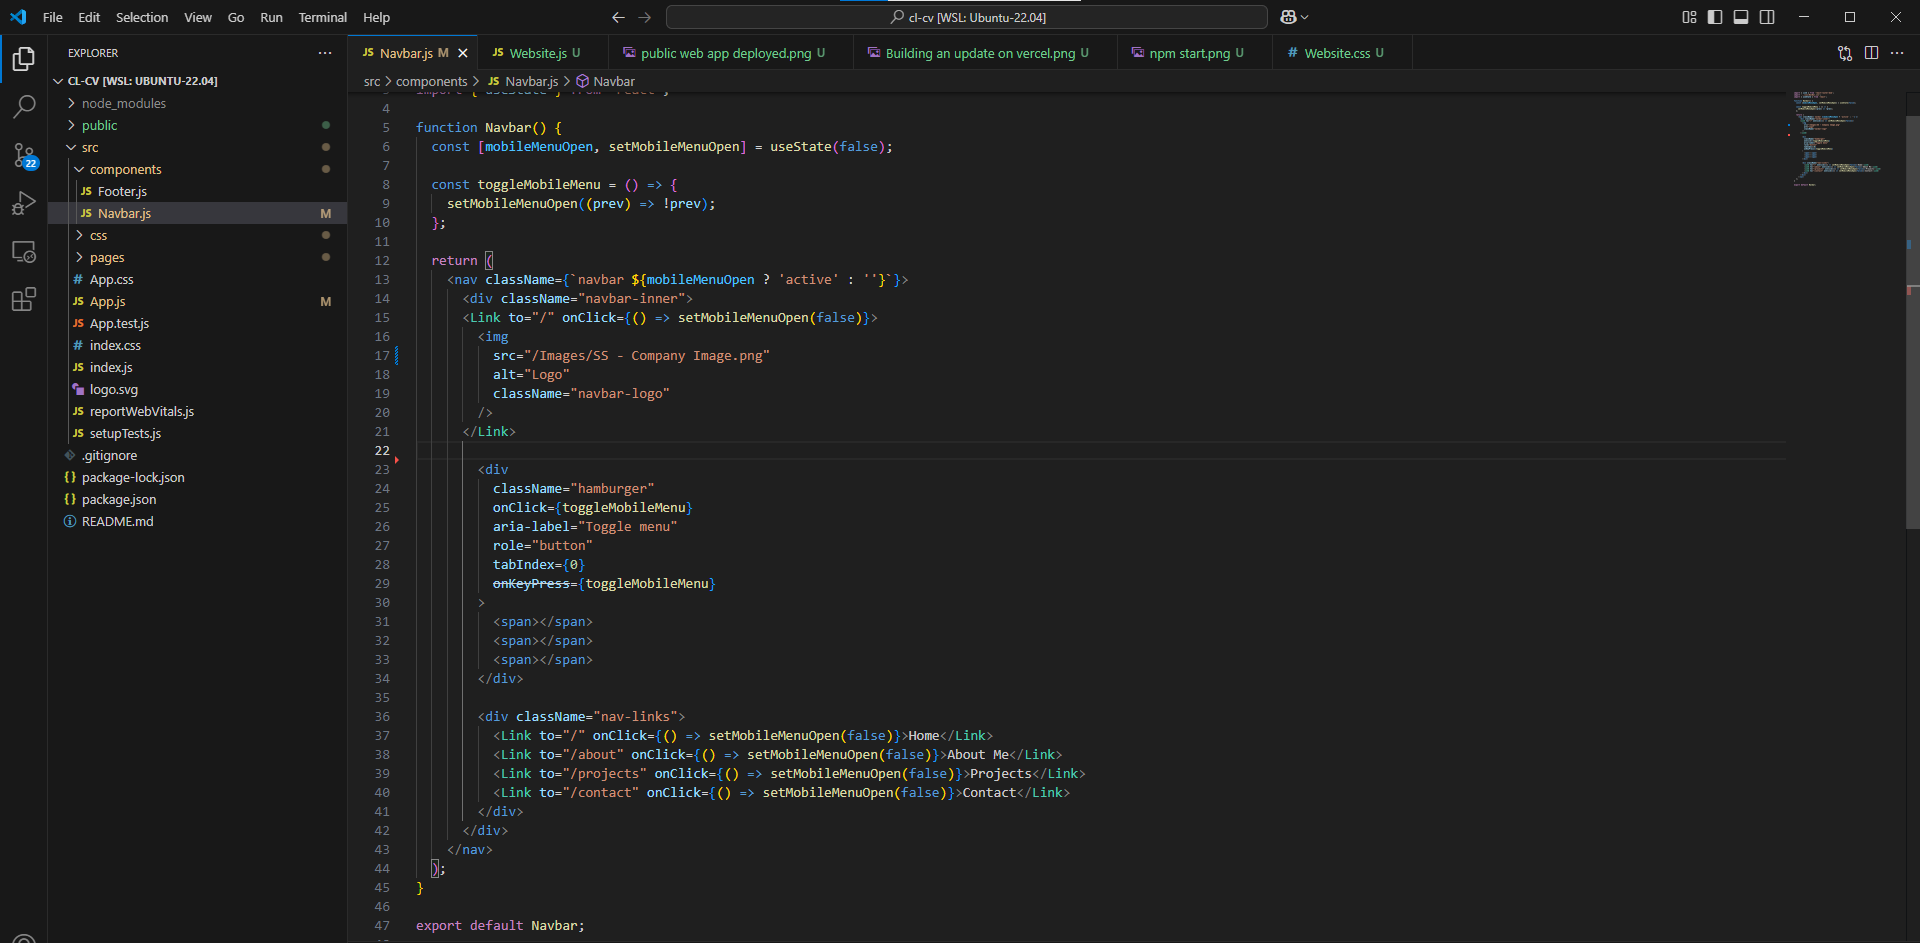 File Edit Selection View Go Run Terminal Help
cl-cv [WSL: Ubuntu-22.04]
EXPLORER
CL-CV [WSL: UBUNTU-22.04]
node_modules
public
src
components
JS Footer.js
JS Navbar.js M
css
pages
# App.css
JS App.js M
JS App.test.js
# index.css
JS index.js
logo.svg
JS reportWebVitals.js
JS setupTests.js
.gitignore
{} package-lock.json
{} package.json
README.md
22
JS Navbar.js M
JS Website.js U
public web app deployed.png U
Building an update on vercel.png U
npm start.png U
# Website.css U
src > components > JS Navbar.js > Navbar
4
5 function Navbar() {
6 const [mobileMenuOpen, setMobileMenuOpen] = useState(false);
7
8 const toggleMobileMenu = () => {
9 setMobileMenuOpen((prev) => !prev);
10 };
11
12 return (
13 <nav className={`navbar ${mobileMenuOpen ? 'active' : ''}`}>
14 <div className="navbar-inner">
15 <Link to="/" onClick={() => setMobileMenuOpen(false)}>
16 <img
17 src="/Images/SS - Company Image.png"
18 alt="Logo"
19 className="navbar-logo"
20 />
21 </Link>
22
23 <div
24 className="hamburger"
25 onClick={toggleMobileMenu}
26 aria-label="Toggle menu"
27 role="button"
28 tabIndex={0}
29 onKeyPress={toggleMobileMenu}
30 >
31 <span></span>
32 <span></span>
33 <span></span>
34 </div>
35
36 <div className="nav-links">
37 <Link to="/" onClick={() => setMobileMenuOpen(false)}>Home</Link>
38 <Link to="/about" onClick={() => setMobileMenuOpen(false)}>About Me</Link>
39 <Link to="/projects" onClick={() => setMobileMenuOpen(false)}>Projects</Link>
40 <Link to="/contact" onClick={() => setMobileMenuOpen(false)}>Contact</Link>
41 </div>
42 </div>
43 </nav>
44 );
45 }
46
47 export default Navbar;